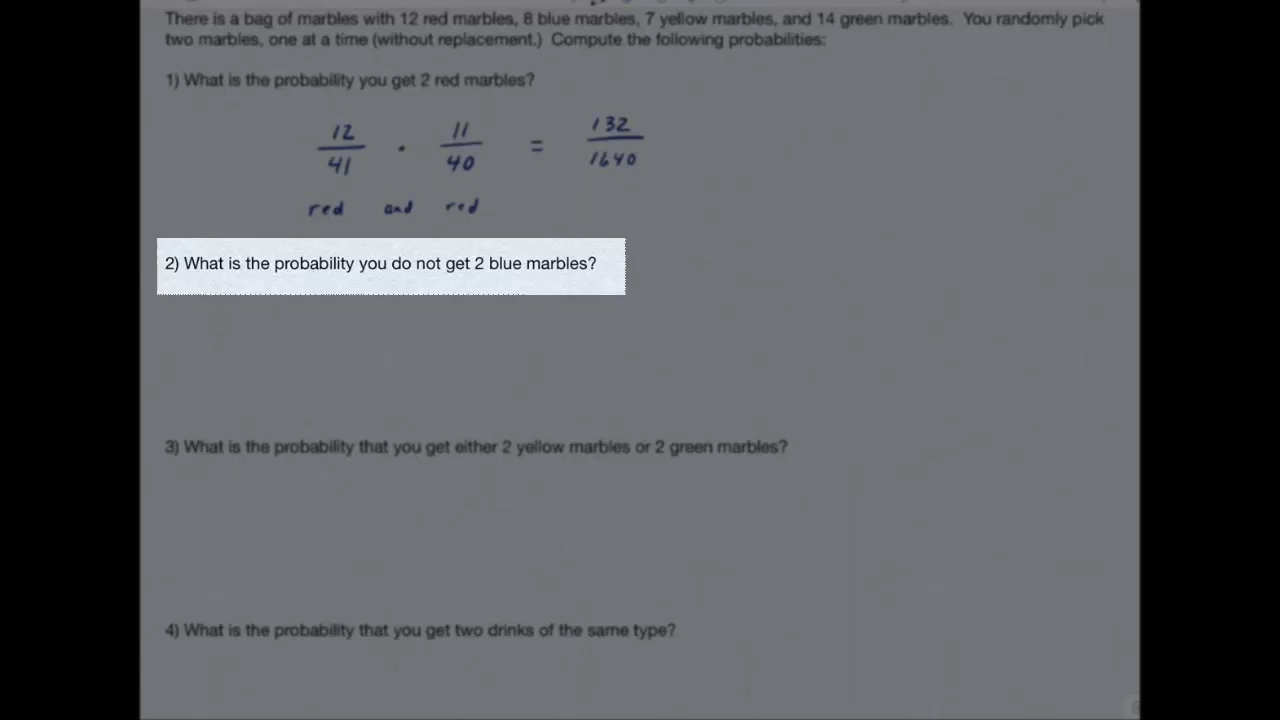 There is a bag of marbles with 12 red marbles, 8 blue marbles, 7 yellow marbles, and 14 green marbles. You randomly pick
two marbles, one at a time (without replacement.) Compute the following probabilities:
1) What is the probability you get 2 red marbles?
12/41 · 11/40 = 132/1640
red and red
2) What is the probability you do not get 2 blue marbles?
3) What is the probability that you get either 2 yellow marbles or 2 green marbles?
4) What is the probability that you get two drinks of the same type?